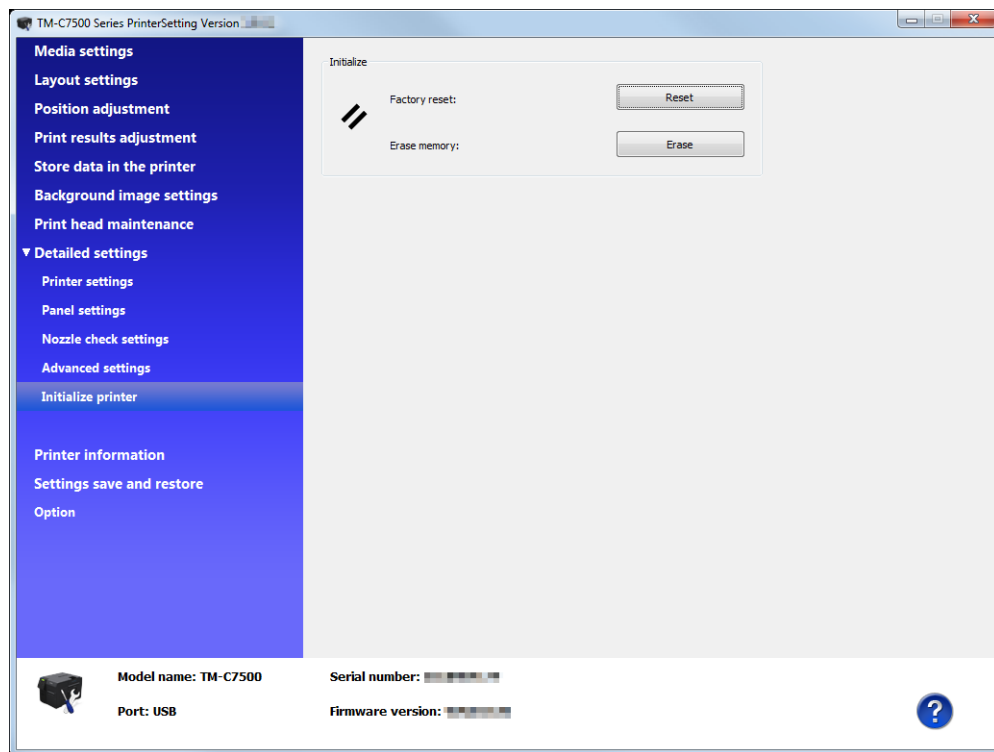 TM-C7500 Series PrinterSetting Version
Media settings
Layout settings
Position adjustment
Print results adjustment
Store data in the printer
Background image settings
Print head maintenance
▼ Detailed settings
Printer settings
Panel settings
Nozzle check settings
Advanced settings
Initialize printer
Printer information
Settings save and restore
Option
Initialize
Factory reset: Reset
Erase memory: Erase
Model name: TM-C7500 Serial number:
Port: USB Firmware version:
?